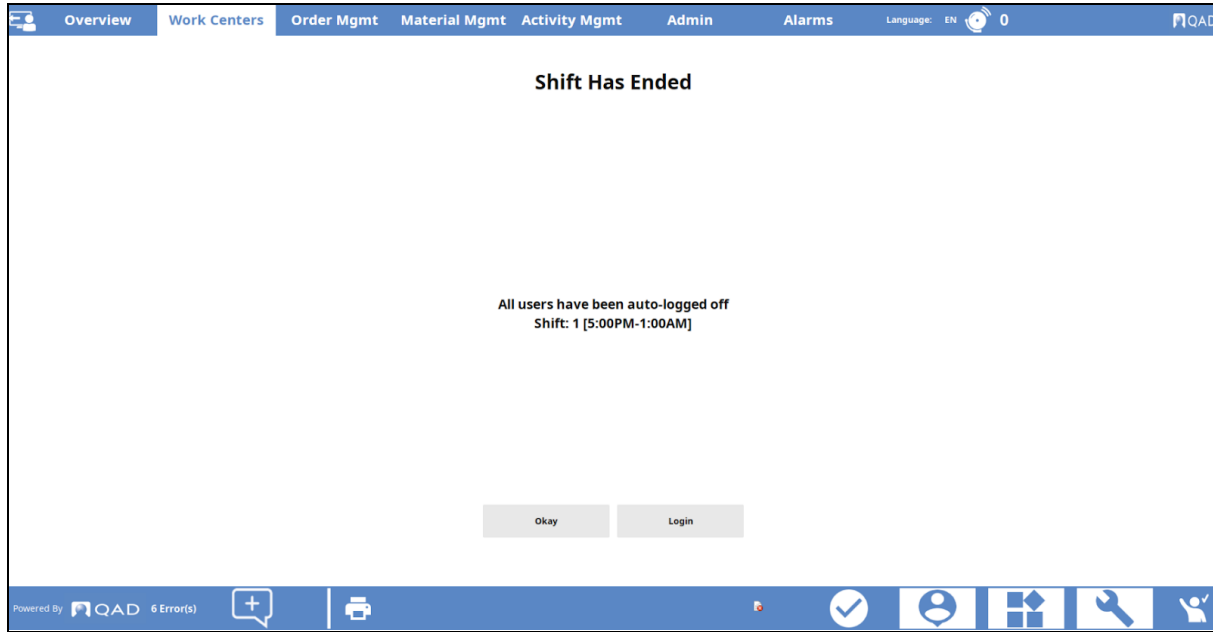 Overview Work Centers Order Mgmt Material Mgmt Activity Mgmt Admin Alarms Language: EN 0 QAD
Shift Has Ended
All users have been auto-logged off
Shift: 1 [5:00PM-1:00AM]
Okay Login
Powered By QAD 6 Error(s)